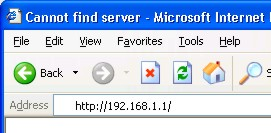 Cannot find server - Microsoft Internet
File Edit View Favorites Tools Help
Back
Address http://192.168.1.1/